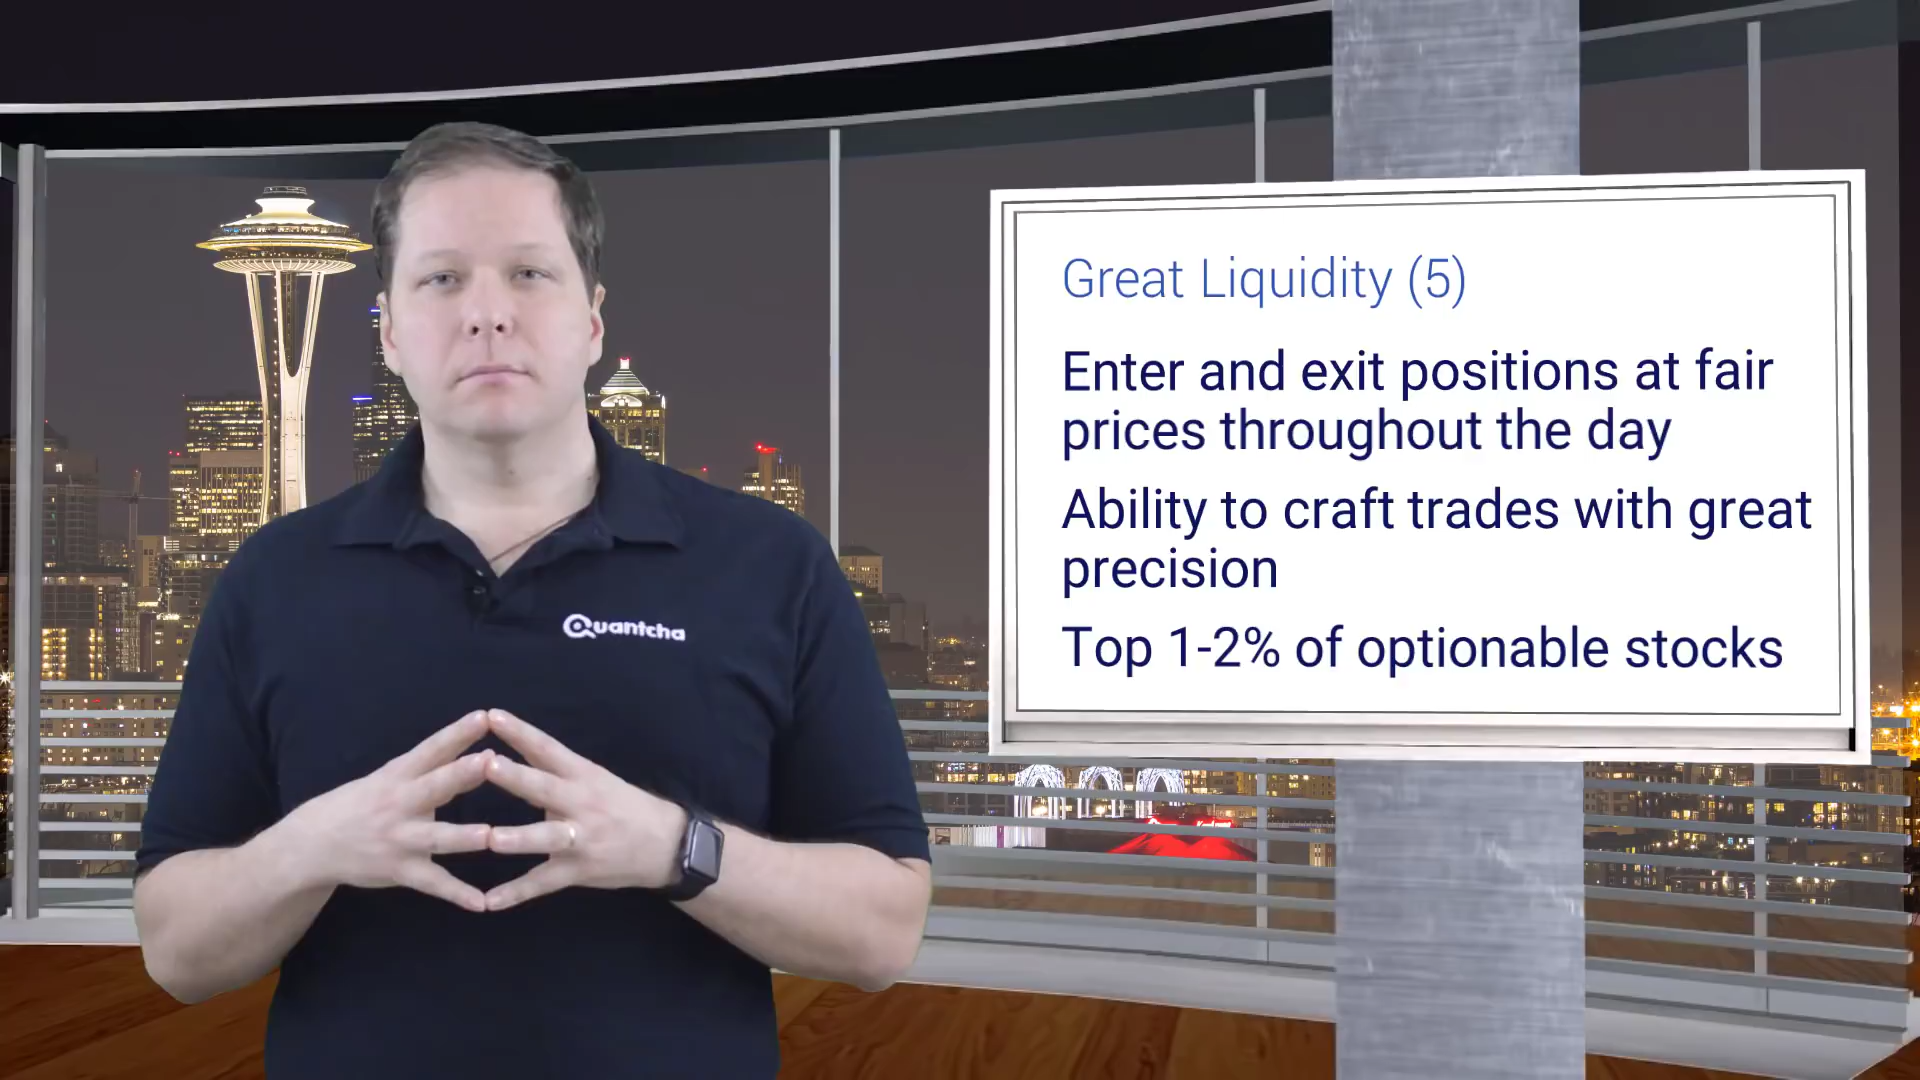 Great Liquidity (5)
Enter and exit positions at fair
prices throughout the day
Ability to craft trades with great
precision
Top 1-2% of optionable stocks
Quantcha